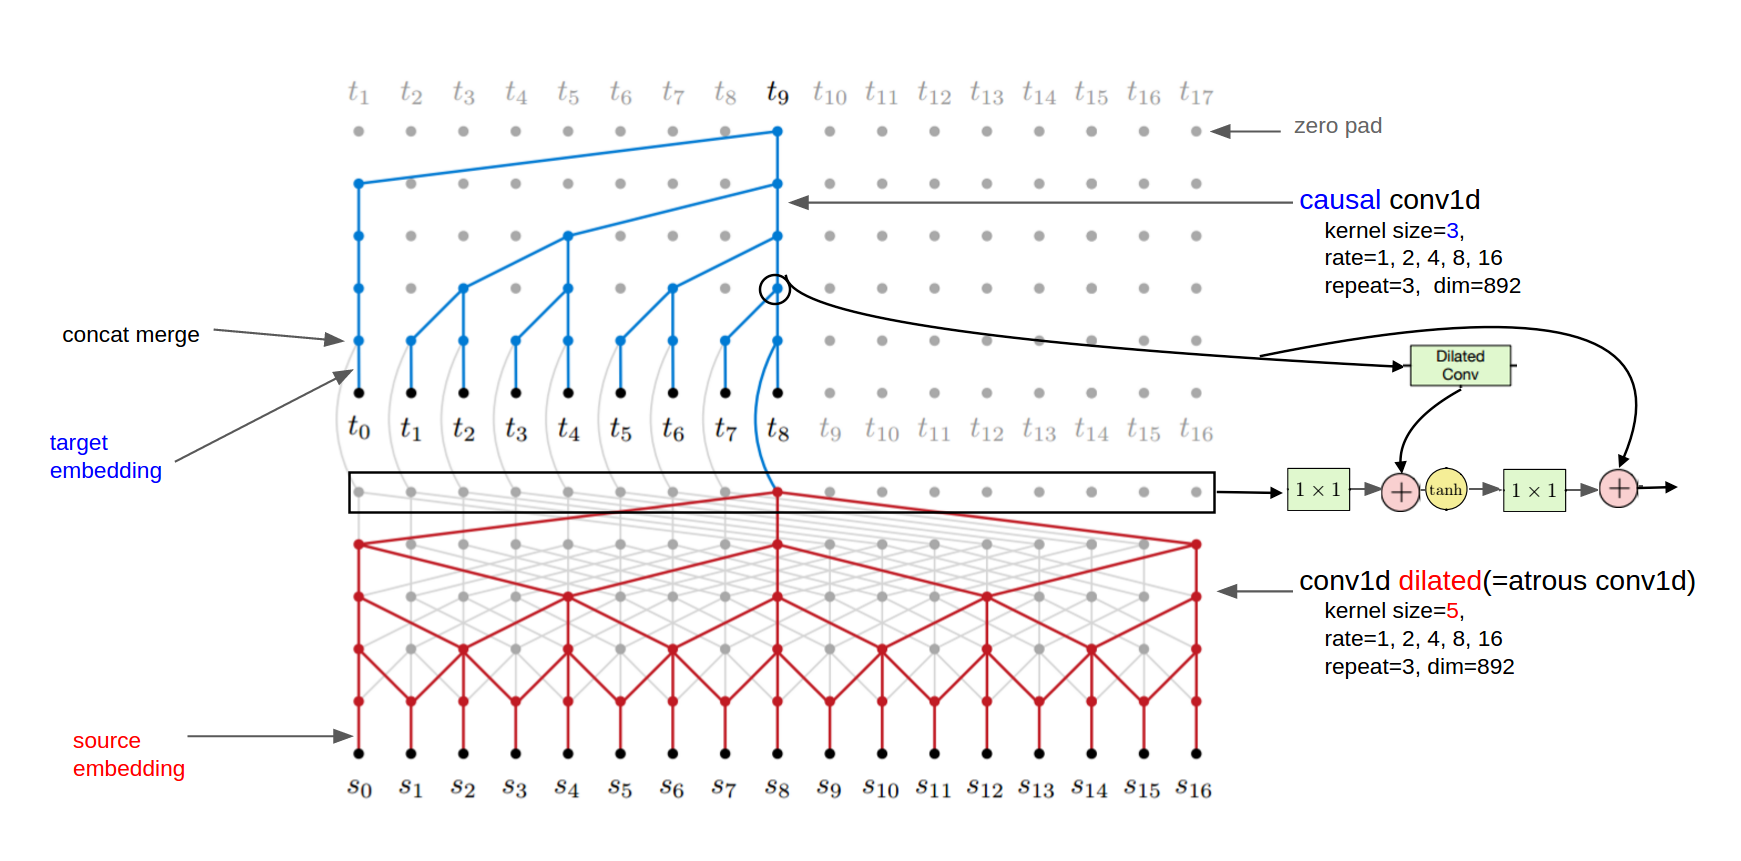 t1 t2 t3 t4 t5 t6 t7 t8 t9 t10 t11 t12 t13 t14 t15 t16 t17
zero pad
causal conv1d
kernel size=3,
rate=1, 2, 4, 8, 16
repeat=3, dim=892
concat merge
Dilated
Conv
target
embedding
t0 t1 t2 t3 t4 t5 t6 t7 t8 t9 t10 t11 t12 t13 t14 t15 t16
1 × 1 + tanh 1 × 1 +
conv1d dilated(=atrous conv1d)
kernel size=5,
rate=1, 2, 4, 8, 16
repeat=3, dim=892
source
embedding
s0 s1 s2 s3 s4 s5 s6 s7 s8 s9 s10 s11 s12 s13 s14 s15 s16